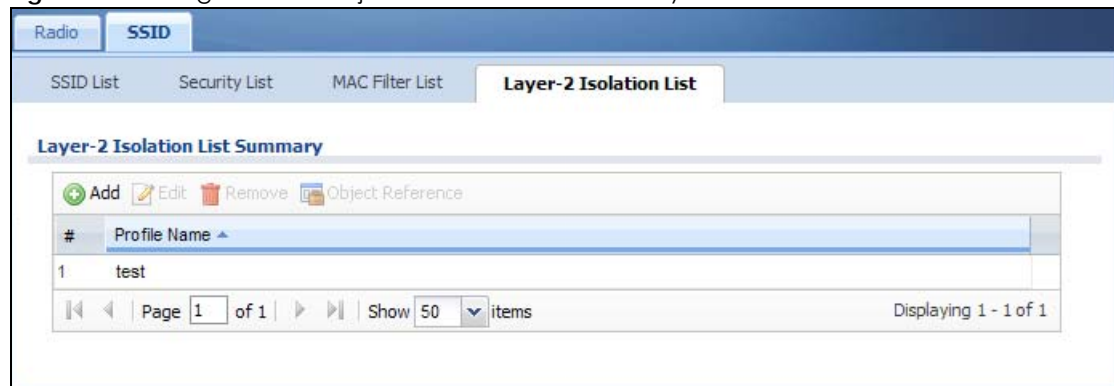 Radio SSID
SSID List Security List MAC Filter List Layer-2 Isolation List
Layer-2 Isolation List Summary
Add Edit Remove Object Reference
# Profile Name
1 test
Page 1 of 1 Show 50 items Displaying 1 - 1 of 1